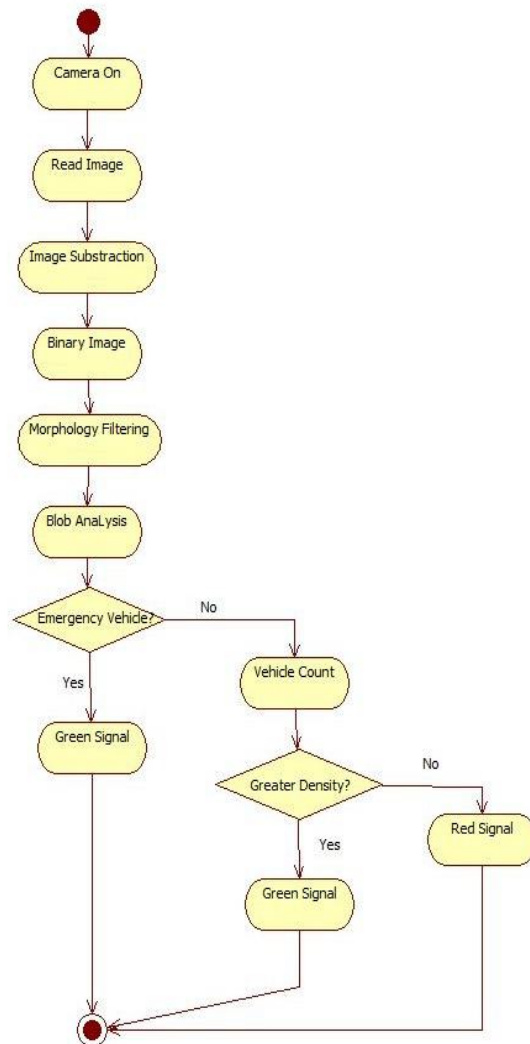 Camera On
Read Image
Image Substraction
Binary Image
Morphology Filtering
Blob AnaLysis
Emergency Vehicle?
No
Yes
Vehicle Count
Green Signal
Greater Density?
No
Yes
Red Signal
Green Signal